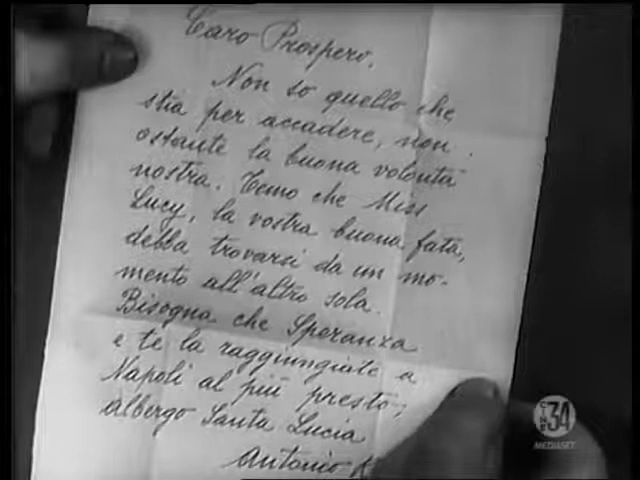 Caro Prospero,
Non so quello che
stia per accadere, non
ostante la buona volontà
nostra. Temo che Miss
Lucy, la vostra buona fata,
debba trovarsi da un mo-
mento all'altro sola.
Bisogna che Speranza
e te la raggiungiate a
Napoli al più presto;
albergo Santa Lucia
Antonio
CINE
34
MEDIASET